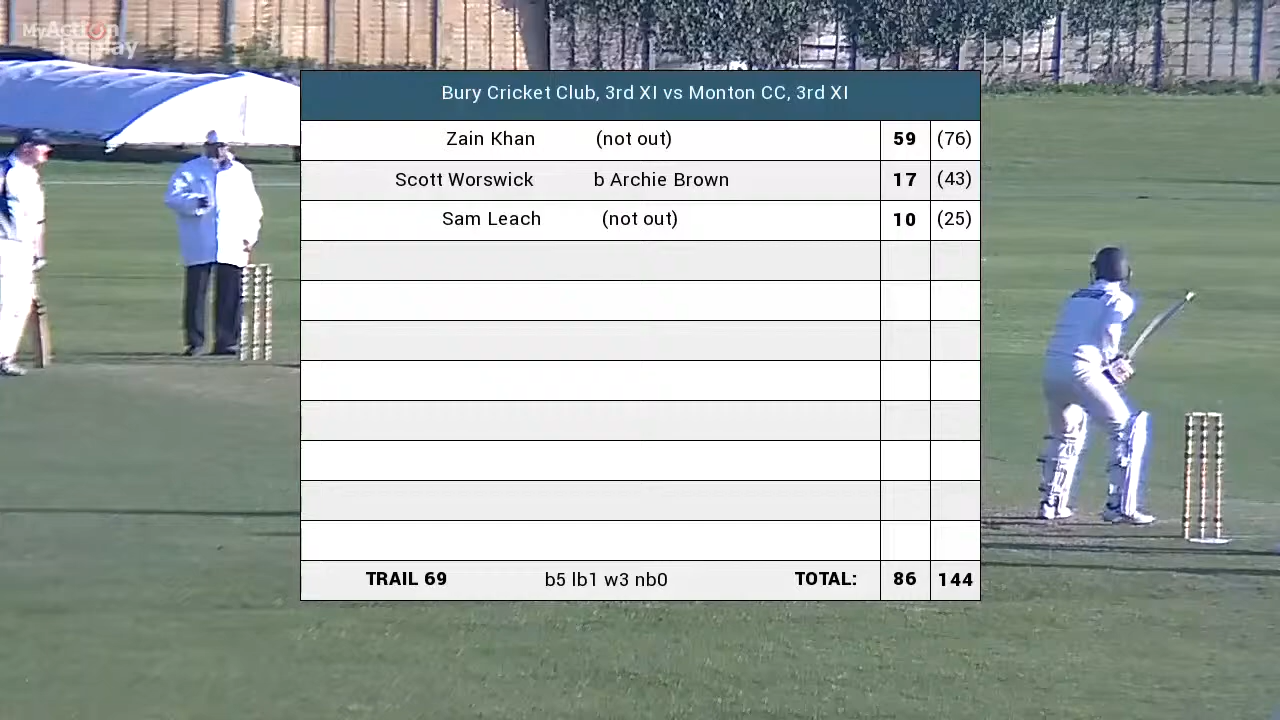 MyAction
Replay
Bury Cricket Club, 3rd XI vs Monton CC, 3rd XI
Zain Khan (not out) 59 (76)
Scott Worswick b Archie Brown 17 (43)
Sam Leach (not out) 10 (25)
TRAIL 69 b5 lb1 w3 nb0 TOTAL: 86 144